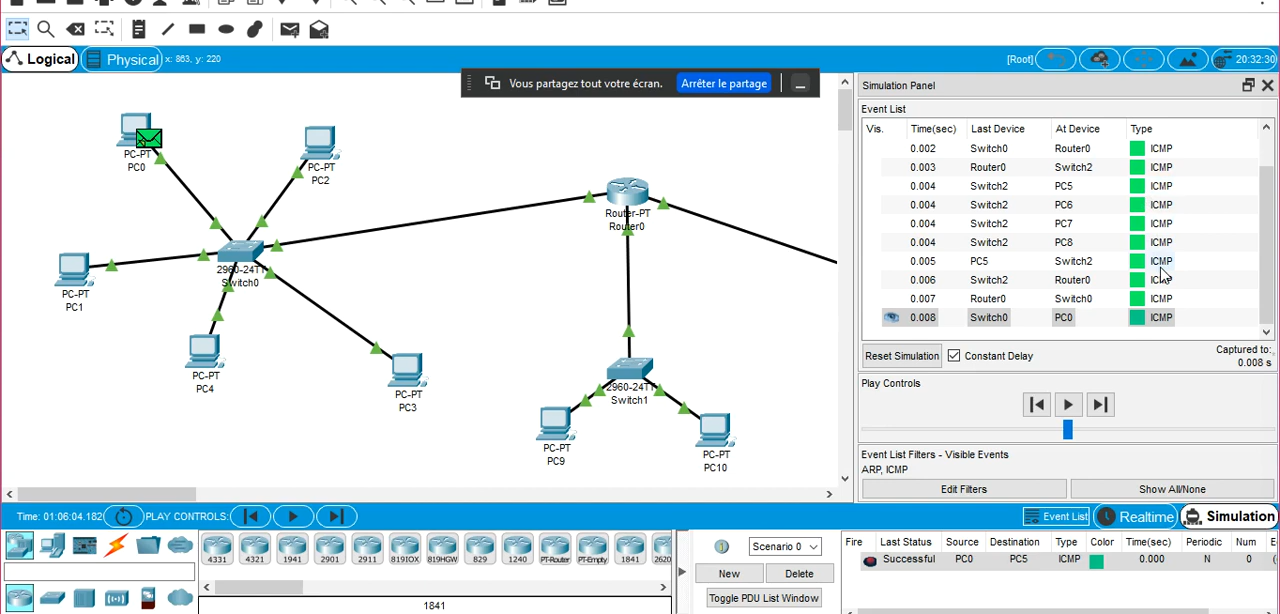 Logical
Physical
x: 863, y: 220
[Root]
20:32:30
Vous partagez tout votre écran.
Arrêter le partage
PC-PT
PC0
PC-PT
PC2
PC-PT
PC1
2960-24TT
Switch0
PC-PT
PC4
PC-PT
PC3
Router-PT
Router0
2960-24TT
Switch1
PC-PT
PC9
PC-PT
PC10
Simulation Panel
Event List
Vis. Time(sec) Last Device At Device Type
0.002 Switch0 Router0 ICMP
0.003 Router0 Switch2 ICMP
0.004 Switch2 PC5 ICMP
0.004 Switch2 PC6 ICMP
0.004 Switch2 PC7 ICMP
0.004 Switch2 PC8 ICMP
0.005 PC5 Switch2 ICMP
0.006 Switch2 Router0 ICMP
0.007 Router0 Switch0 ICMP
0.008 Switch0 PC0 ICMP
Reset Simulation
Constant Delay
Captured to:
0.008 s
Play Controls
Event List Filters - Visible Events
ARP, ICMP
Edit Filters
Show All/None
Time: 01:06:04.182
PLAY CONTROLS:
Event List
Realtime
Simulation
4331 4321 1941 2901 2911 819IOX 819HGW 829 1240 PT-Router PT-Empty 1841 2620
1841
Scenario 0
New
Delete
Toggle PDU List Window
Fire Last Status Source Destination Type Color Time(sec) Periodic Num E
Successful PC0 PC5 ICMP 0.000 N 0